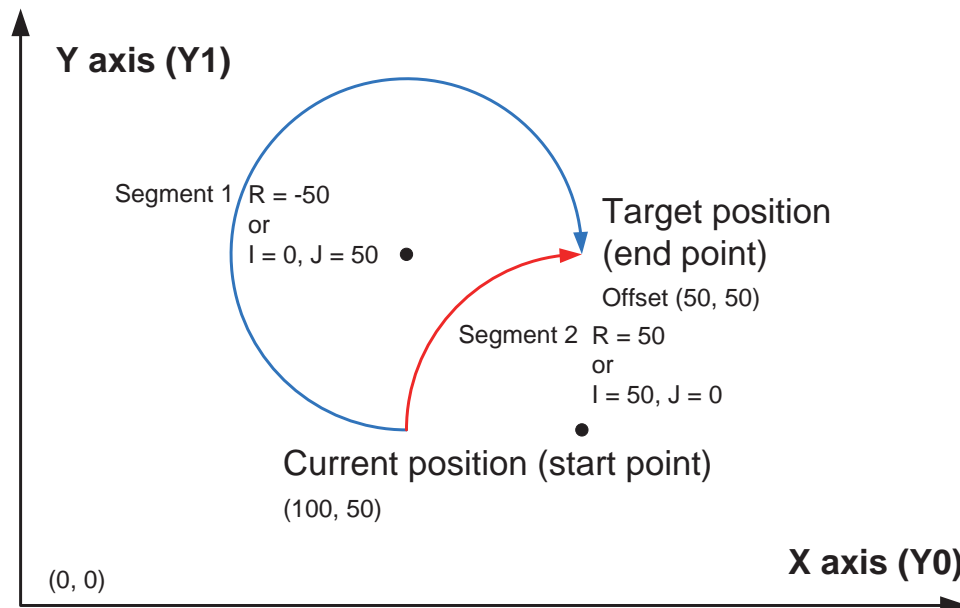 Y axis (Y1)
Segment 1
R = -50
or
I = 0, J = 50
Target position
(end point)
Offset (50, 50)
Segment 2
R = 50
or
I = 50, J = 0
Current position (start point)
(100, 50)
X axis (Y0)
(0, 0)